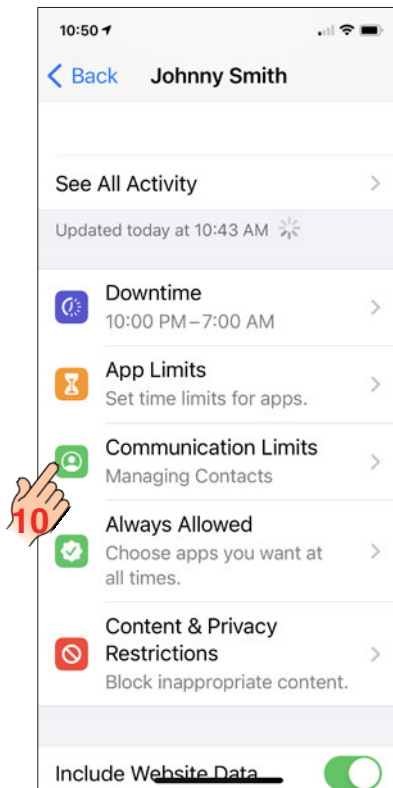 10:50
Back Johnny Smith
See All Activity
Updated today at 10:43 AM
Downtime
10:00 PM–7:00 AM
App Limits
Set time limits for apps.
Communication Limits
Managing Contacts
10
Always Allowed
Choose apps you want at
all times.
Content & Privacy
Restrictions
Block inappropriate content.
Include Website Data